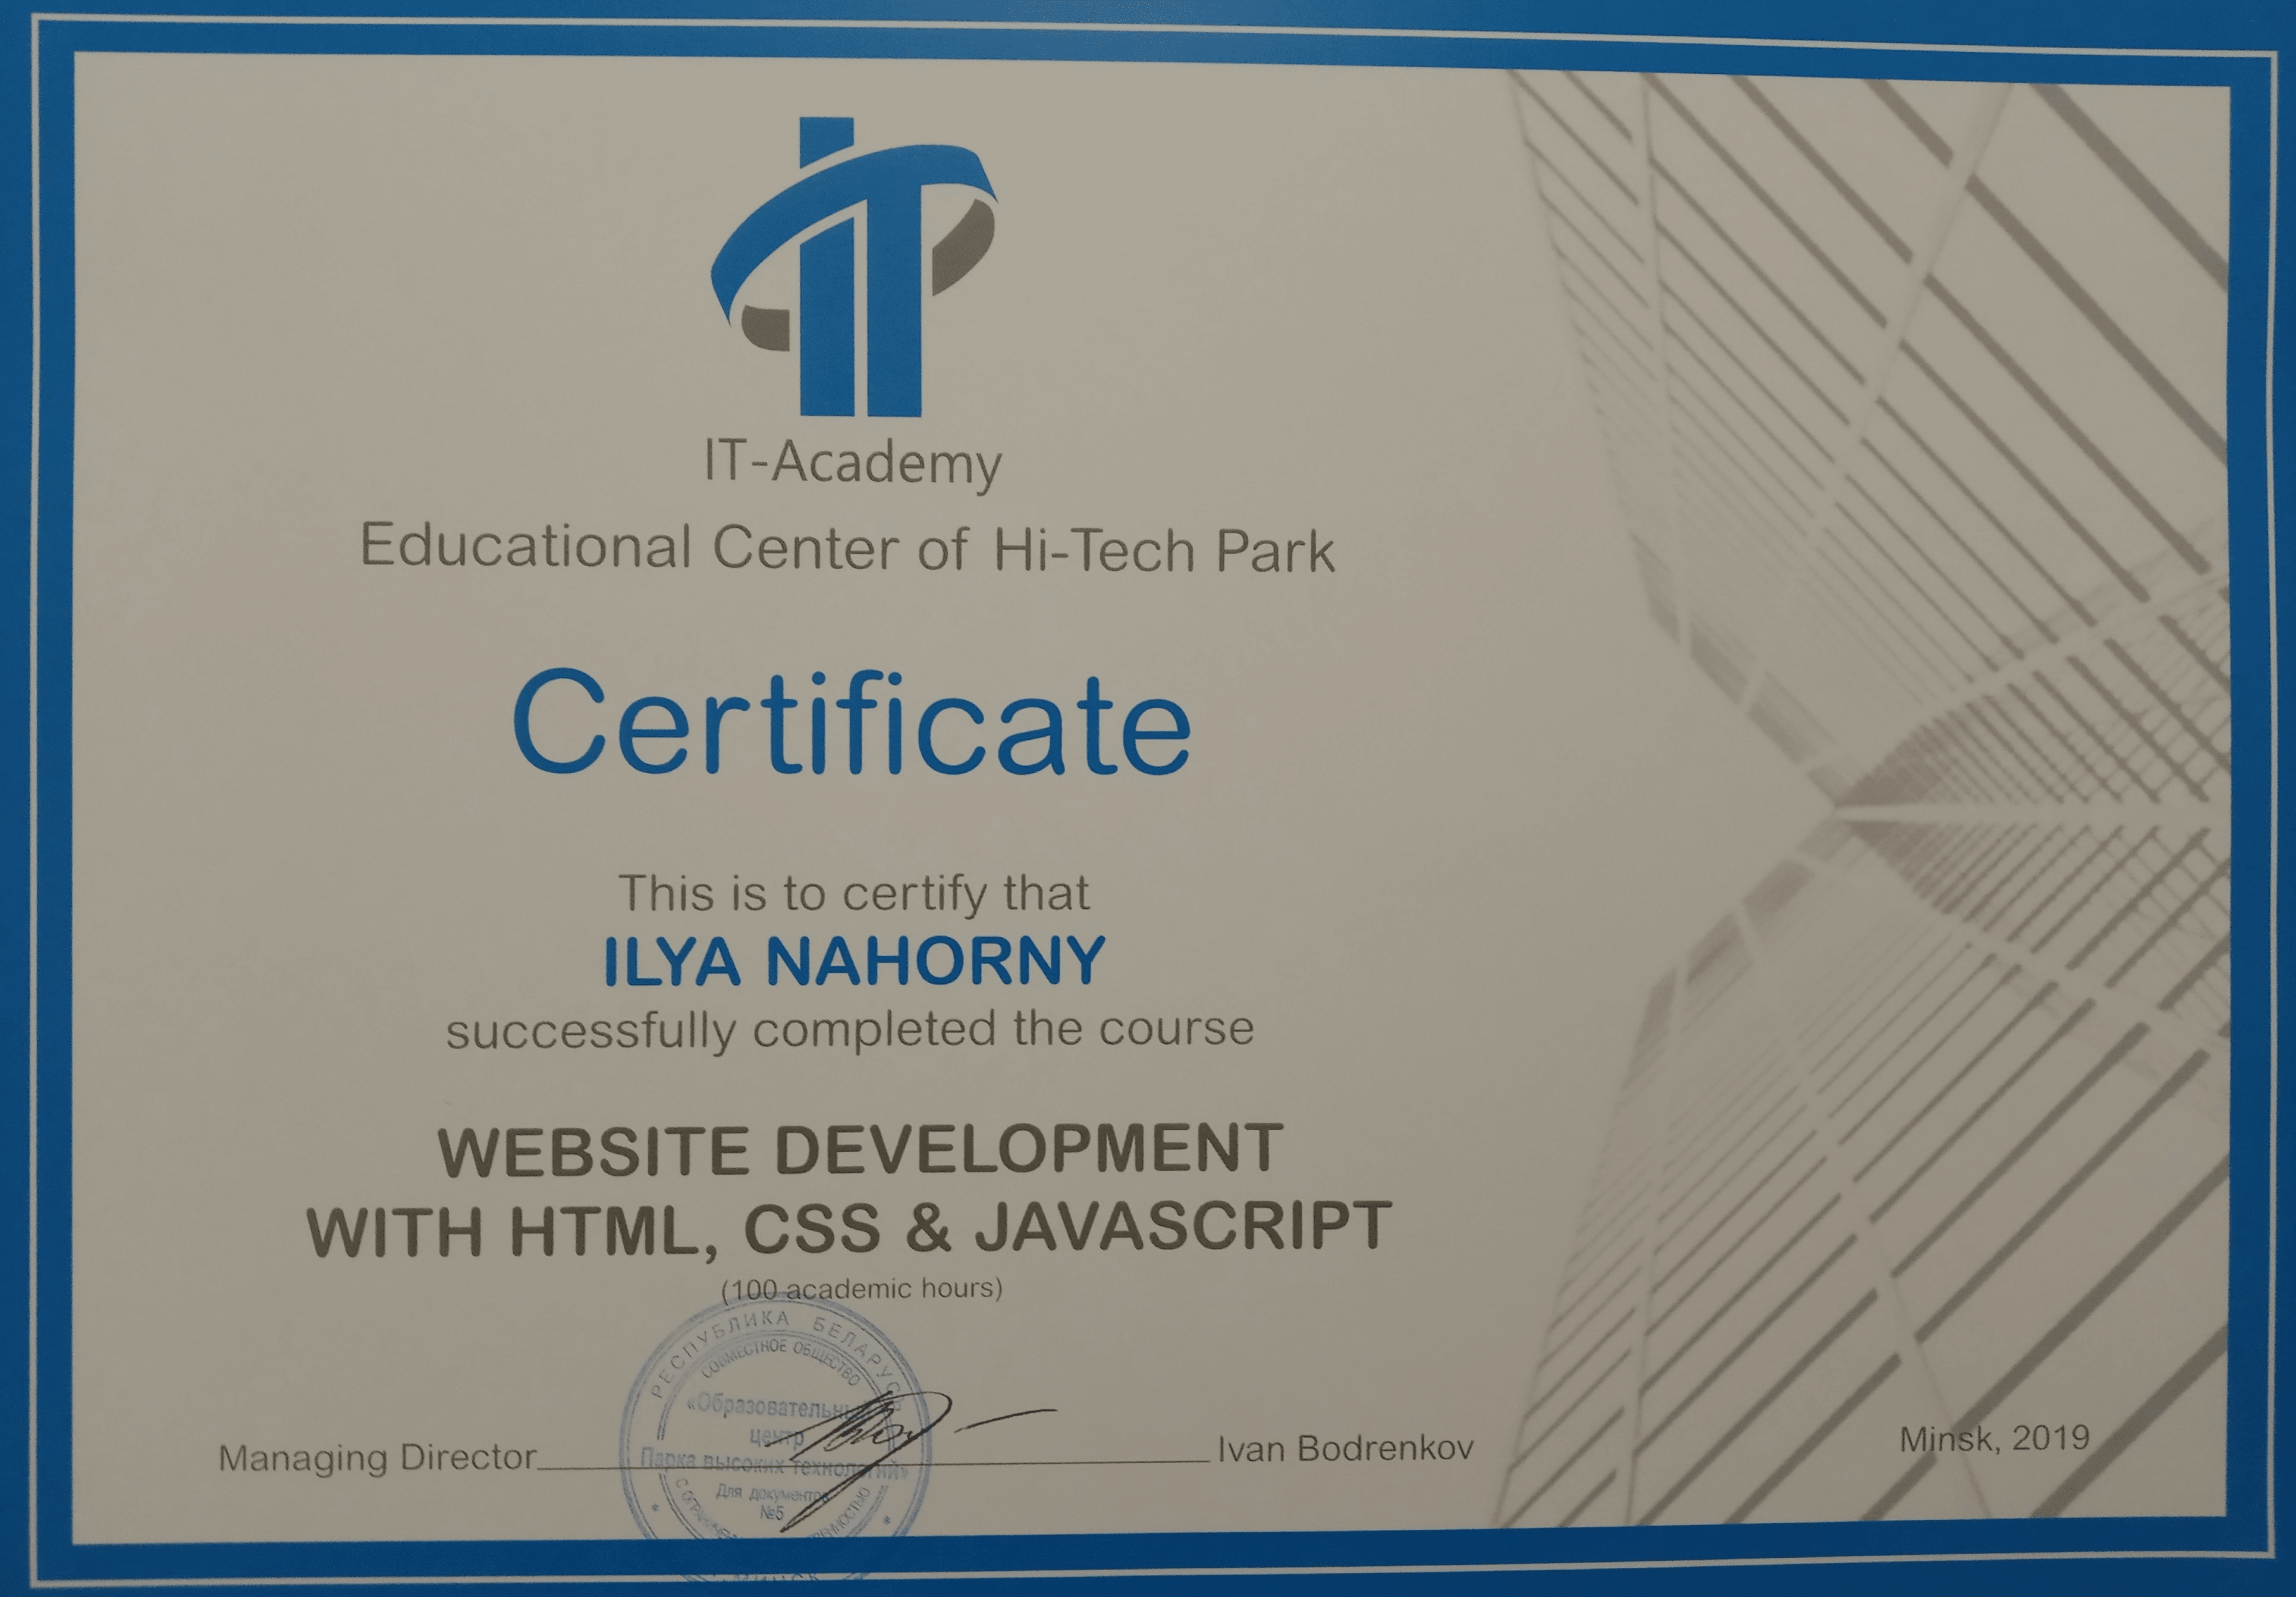 IT
IT-Academy
Educational Center of Hi-Tech Park
Certificate
This is to certify that
ILYA NAHORNY
successfully completed the course
WEBSITE DEVELOPMENT
WITH HTML, CSS & JAVASCRIPT
(100 academic hours)
РЕСПУБЛИКА БЕЛАРУСЬ
СОВМЕСТНОЕ ОБЩЕСТВО
«Образовательный
центр
Парка высоких технологий»
Для документов
№5
Managing Director
Ivan Bodrenkov
Minsk, 2019